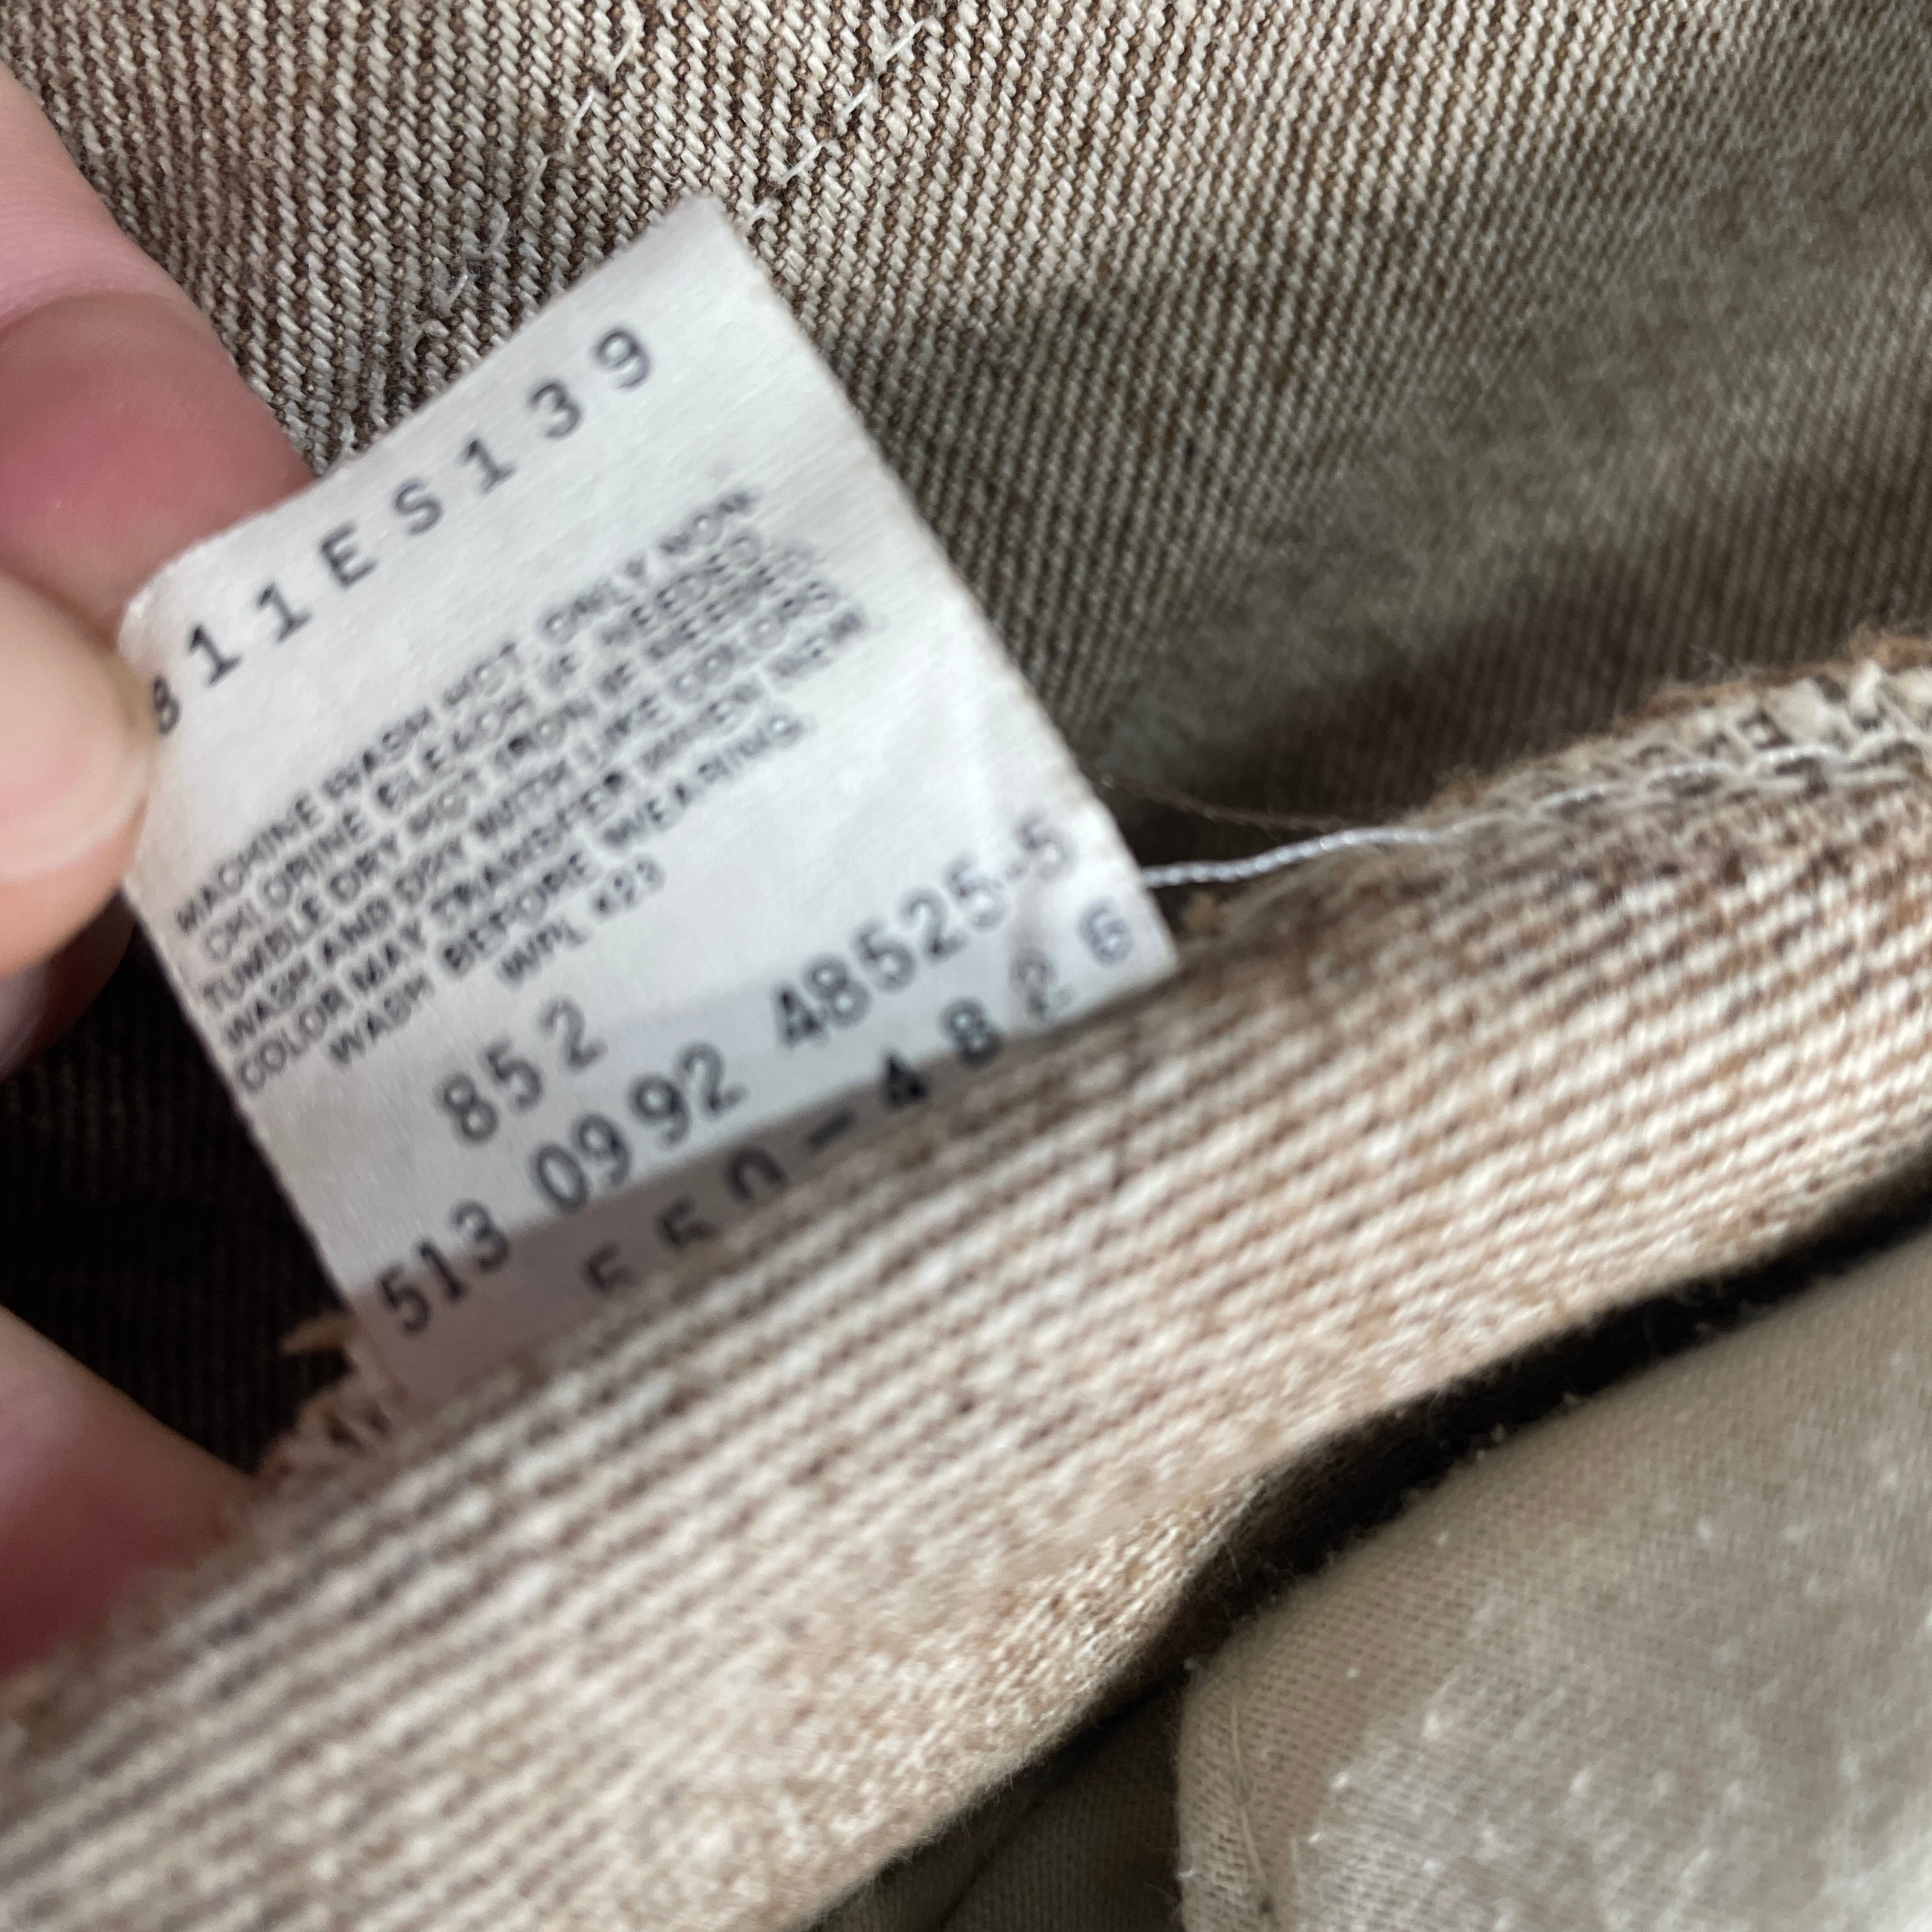 811ES139
MACHINE WASH HOT ONLY NON-
CHLORINE BLEACH IF NEEDED
TUMBLE DRY HOT IRON IF NEEDED
WASH AND DRY WITH LIKE COLORS
COLOR MAY TRANSFER WHEN NEW
WASH BEFORE WEARING
WPL 423
852
513 0992 A8525-5
550-4826